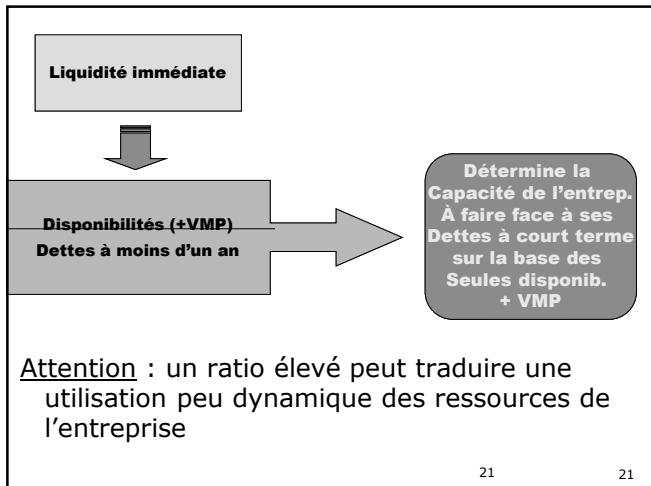 Liquidité immédiate
Disponibilités (+VMP)
Dettes à moins d’un an
Détermine la
Capacité de l’entrep.
À faire face à ses
Dettes à court terme
sur la base des
Seules disponib.
+ VMP
Attention : un ratio élevé peut traduire une
utilisation peu dynamique des ressources de
l’entreprise
21 21